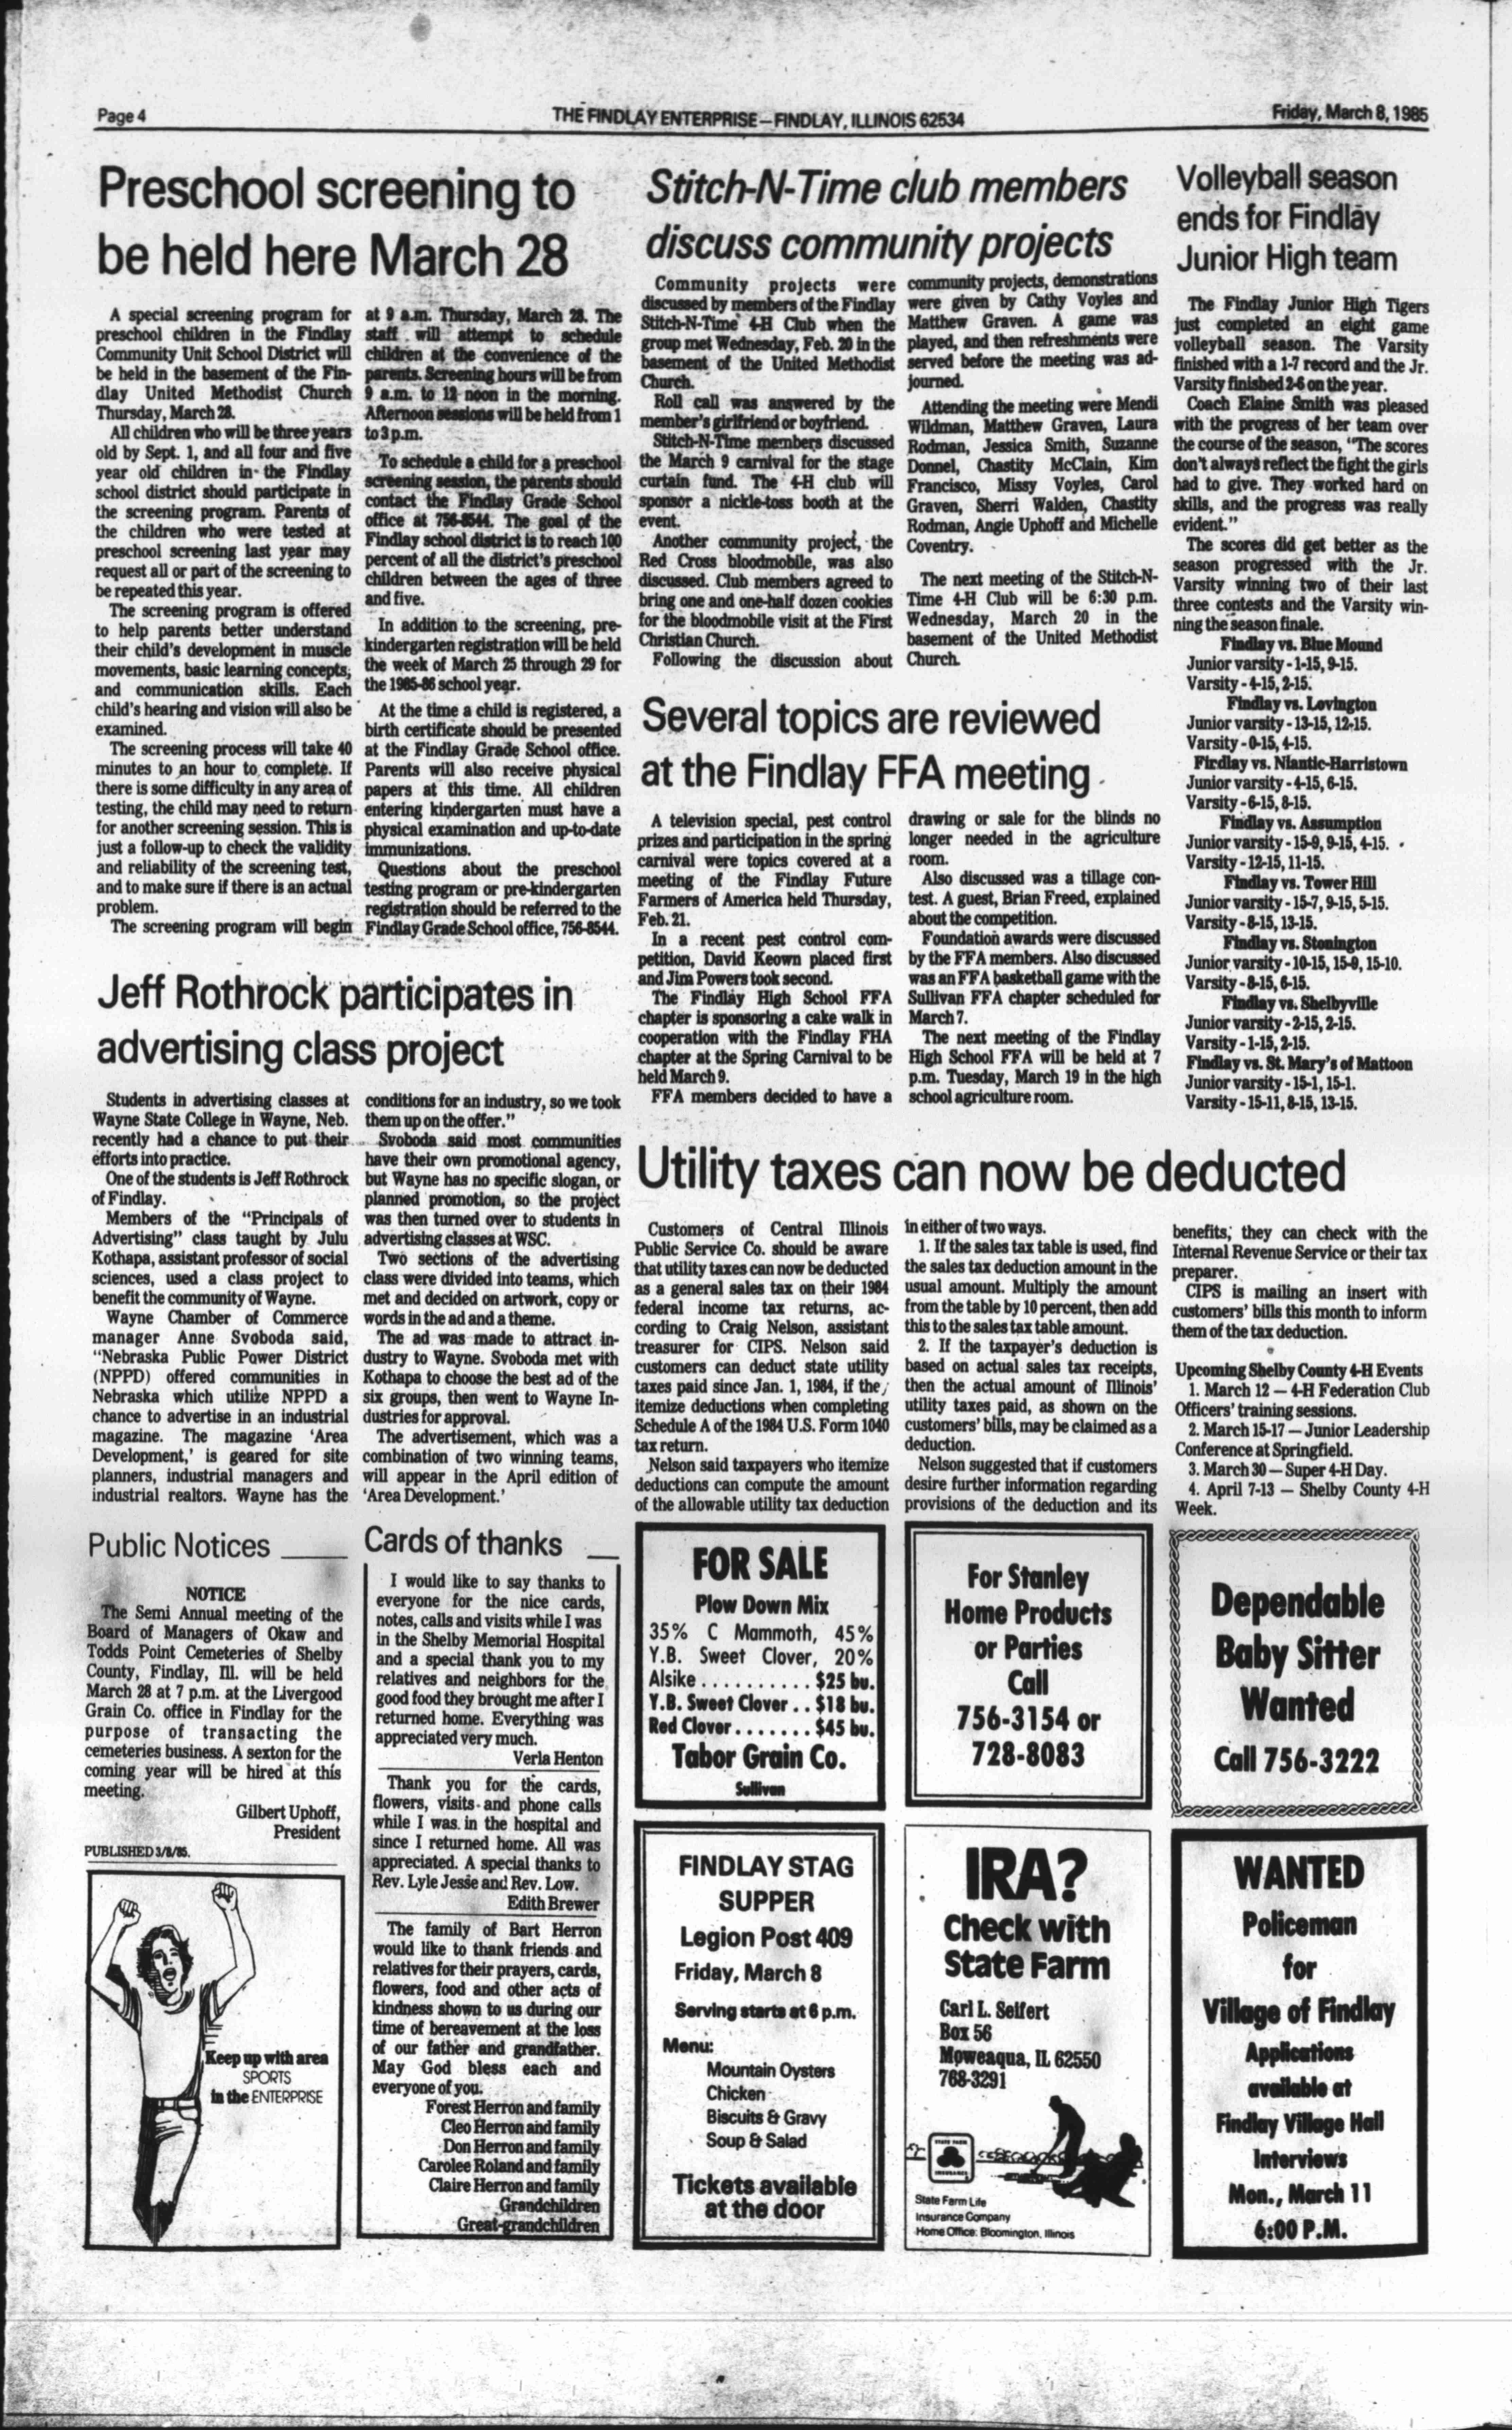 Page 4
THE FINDLAY ENTERPRISE — FINDLAY, ILLINOIS 62534
Friday, March 8, 1985
Preschool screening to
be held here March 28
A special screening program for
preschool children in the Findlay
Community Unit School District will
be held in the basement of the Fin-
dlay United Methodist Church
Thursday, March 28.
All children who will be three years
old by Sept. 1, and all four and five
year old children in the Findlay
school district should participate in
the screening program. Parents of
the children who were tested at
preschool screening last year may
request all or part of the screening to
be repeated this year.
The screening program is offered
to help parents better understand
their child's development in muscle
movements, basic learning concepts,
and communication skills. Each
child's hearing and vision will also be
examined.
The screening process will take 40
minutes to an hour to complete. If
there is some difficulty in any area of
testing, the child may need to return
for another screening session. This is
just a follow-up to check the validity
and reliability of the screening test,
and to make sure if there is an actual
problem.
The screening program will begin
at 9 a.m. Thursday, March 28. The
staff will attempt to schedule
children at the convenience of the
parents. Screening hours will be from
9 a.m. to 12 noon in the morning.
Afternoon sessions will be held from 1
to 3 p.m.
To schedule a child for a preschool
screening session, the parents should
contact the Findlay Grade School
office at 756-8544. The goal of the
Findlay school district is to reach 100
percent of all the district's preschool
children between the ages of three
and five.
In addition to the screening, pre-
kindergarten registration will be held
the week of March 25 through 29 for
the 1985-86 school year.
At the time a child is registered, a
birth certificate should be presented
at the Findlay Grade School office.
Parents will also receive physical
papers at this time. All children
entering kindergarten must have a
physical examination and up-to-date
immunizations.
Questions about the preschool
testing program or pre-kindergarten
registration should be referred to the
Findlay Grade School office, 756-8544.
Jeff Rothrock participates in
advertising class project
Students in advertising classes at
Wayne State College in Wayne, Neb.
recently had a chance to put their
efforts into practice.
One of the students is Jeff Rothrock
of Findlay.
Members of the "Principals of
Advertising" class taught by Julu
Kothapa, assistant professor of social
sciences, used a class project to
benefit the community of Wayne.
Wayne Chamber of Commerce
manager Anne Svoboda said,
"Nebraska Public Power District
(NPPD) offered communities in
Nebraska which utilize NPPD a
chance to advertise in an industrial
magazine. The magazine 'Area
Development,' is geared for site
planners, industrial managers and
industrial realtors. Wayne has the
conditions for an industry, so we took
them up on the offer."
Svoboda said most communities
have their own promotional agency,
but Wayne has no specific slogan, or
planned promotion, so the project
was then turned over to students in
advertising classes at WSC.
Two sections of the advertising
class were divided into teams, which
met and decided on artwork, copy or
words in the ad and a theme.
The ad was made to attract in-
dustry to Wayne. Svoboda met with
Kothapa to choose the best ad of the
six groups, then went to Wayne In-
dustries for approval.
The advertisement, which was a
combination of two winning teams,
will appear in the April edition of
'Area Development.'
Stitch-N-Time club members
discuss community projects
Community projects were
discussed by members of the Findlay
Stitch-N-Time 4-H Club when the
group met Wednesday, Feb. 20 in the
basement of the United Methodist
Church.
Roll call was answered by the
member's girlfriend or boyfriend.
Stitch-N-Time members discussed
the March 9 carnival for the stage
curtain fund. The 4-H club will
sponsor a nickle-toss booth at the
event.
Another community project, the
Red Cross bloodmobile, was also
discussed. Club members agreed to
bring one and one-half dozen cookies
for the bloodmobile visit at the First
Christian Church.
Following the discussion about
community projects, demonstrations
were given by Cathy Voyles and
Matthew Graven. A game was
played, and then refreshments were
served before the meeting was ad-
journed.
Attending the meeting were Mendi
Wildman, Matthew Graven, Laura
Rodman, Jessica Smith, Suzanne
Donnel, Chastity McClain, Kim
Francisco, Missy Voyles, Carol
Graven, Sherri Walden, Chastity
Rodman, Angie Uphoff and Michelle
Coventry.
The next meeting of the Stitch-N-
Time 4-H Club will be 6:30 p.m.
Wednesday, March 20 in the
basement of the United Methodist
Church.
Several topics are reviewed
at the Findlay FFA meeting
A television special, pest control
prizes and participation in the spring
carnival were topics covered at a
meeting of the Findlay Future
Farmers of America held Thursday,
Feb. 21.
In a recent pest control com-
petition, David Keown placed first
and Jim Powers took second.
The Findlay High School FFA
chapter is sponsoring a cake walk in
cooperation with the Findlay FHA
chapter at the Spring Carnival to be
held March 9.
FFA members decided to have a
drawing or sale for the blinds no
longer needed in the agriculture
room.
Also discussed was a tillage con-
test. A guest, Brian Freed, explained
about the competition.
Foundation awards were discussed
by the FFA members. Also discussed
was an FFA basketball game with the
Sullivan FFA chapter scheduled for
March 7.
The next meeting of the Findlay
High School FFA will be held at 7
p.m. Tuesday, March 19 in the high
school agriculture room.
Volleyball season
ends for Findlay
Junior High team
The Findlay Junior High Tigers
just completed an eight game
volleyball season. The Varsity
finished with a 1-7 record and the Jr.
Varsity finished 2-6 on the year.
Coach Elaine Smith was pleased
with the progress of her team over
the course of the season, "The scores
don't always reflect the fight the girls
had to give. They worked hard on
skills, and the progress was really
evident."
The scores did get better as the
season progressed with the Jr.
Varsity winning two of their last
three contests and the Varsity win-
ning the season finale.
Findlay vs. Blue Mound
Junior varsity - 1-15, 9-15.
Varsity - 4-15, 2-15.
Findlay vs. Lovington
Junior varsity - 13-15, 12-15.
Varsity - 0-15, 4-15.
Findlay vs. Niantic-Harristown
Junior varsity - 4-15, 6-15.
Varsity - 6-15, 8-15.
Findlay vs. Assumption
Junior varsity - 15-9, 9-15, 4-15.
Varsity - 12-15, 11-15.
Findlay vs. Tower Hill
Junior varsity - 15-7, 9-15, 5-15.
Varsity - 8-15, 13-15.
Findlay vs. Stonington
Junior varsity - 10-15, 15-9, 15-10.
Varsity - 8-15, 6-15.
Findlay vs. Shelbyville
Junior varsity - 2-15, 2-15.
Varsity - 1-15, 2-15.
Findlay vs. St. Mary's of Mattoon
Junior varsity - 15-1, 15-1.
Varsity - 15-11, 8-15, 13-15.
Utility taxes can now be deducted
Customers of Central Illinois
Public Service Co. should be aware
that utility taxes can now be deducted
as a general sales tax on their 1984
federal income tax returns, ac-
cording to Craig Nelson, assistant
treasurer for CIPS. Nelson said
customers can deduct state utility
taxes paid since Jan. 1, 1984, if the
itemize deductions when completing
Schedule A of the 1984 U.S. Form 1040
tax return.
Nelson said taxpayers who itemize
deductions can compute the amount
of the allowable utility tax deduction
in either of two ways.
1. If the sales tax table is used, find
the sales tax deduction amount in the
usual amount. Multiply the amount
from the table by 10 percent, then add
this to the sales tax table amount.
2. If the taxpayer's deduction is
based on actual sales tax receipts,
then the actual amount of Illinois'
utility taxes paid, as shown on the
customers' bills, may be claimed as a
deduction.
Nelson suggested that if customers
desire further information regarding
provisions of the deduction and its
benefits, they can check with the
Internal Revenue Service or their tax
preparer.
CIPS is mailing an insert with
customers' bills this month to inform
them of the tax deduction.
Upcoming Shelby County 4-H Events
1. March 12 — 4-H Federation Club
Officers' training sessions.
2. March 15-17 — Junior Leadership
Conference at Springfield.
3. March 30 — Super 4-H Day.
4. April 7-13 — Shelby County 4-H
Week.
Public Notices
NOTICE
The Semi Annual meeting of the
Board of Managers of Okaw and
Todds Point Cemeteries of Shelby
County, Findlay, Ill. will be held
March 28 at 7 p.m. at the Livergood
Grain Co. office in Findlay for the
purpose of transacting the
cemeteries business. A sexton for the
coming year will be hired at this
meeting.
Gilbert Uphoff,
President
PUBLISHED 3/8/85.
Keep up with area
SPORTS
in the ENTERPRISE
Cards of thanks
I would like to say thanks to
everyone for the nice cards,
notes, calls and visits while I was
in the Shelby Memorial Hospital
and a special thank you to my
relatives and neighbors for the
good food they brought me after I
returned home. Everything was
appreciated very much.
Verla Henton
Thank you for the cards,
flowers, visits and phone calls
while I was in the hospital and
since I returned home. All was
appreciated. A special thanks to
Rev. Lyle Jesse and Rev. Low.
Edith Brewer
The family of Bart Herron
would like to thank friends and
relatives for their prayers, cards,
flowers, food and other acts of
kindness shown to us during our
time of bereavement at the loss
of our father and grandfather.
May God bless each and
everyone of you.
Forest Herron and family
Cleo Herron and family
Don Herron and family
Carolee Roland and family
Claire Herron and family
Grandchildren
Great-grandchildren
FOR SALE
Plow Down Mix
35% C Mammoth, 45%
Y.B. Sweet Clover, 20%
Alsike .......... $25 bu.
Y.B. Sweet Clover .. $18 bu.
Red Clover ....... $45 bu.
Tabor Grain Co.
Sullivan
For Stanley
Home Products
or Parties
Call
756-3154 or
728-8083
Dependable
Baby Sitter
Wanted
Call 756-3222
FINDLAY STAG
SUPPER
Legion Post 409
Friday, March 8
Serving starts at 6 p.m.
Menu:
Mountain Oysters
Chicken
Biscuits & Gravy
Soup & Salad
Tickets available
at the door
IRA?
Check with
State Farm
Carl L. Seifert
Box 56
Moweaqua, IL 62550
768-3291
STATE FARM
INSURANCE
State Farm Life
Insurance Company
Home Office: Bloomington, Illinois
WANTED
Policeman
for
Village of Findlay
Applications
available at
Findlay Village Hall
Interviews
Mon., March 11
6:00 P.M.